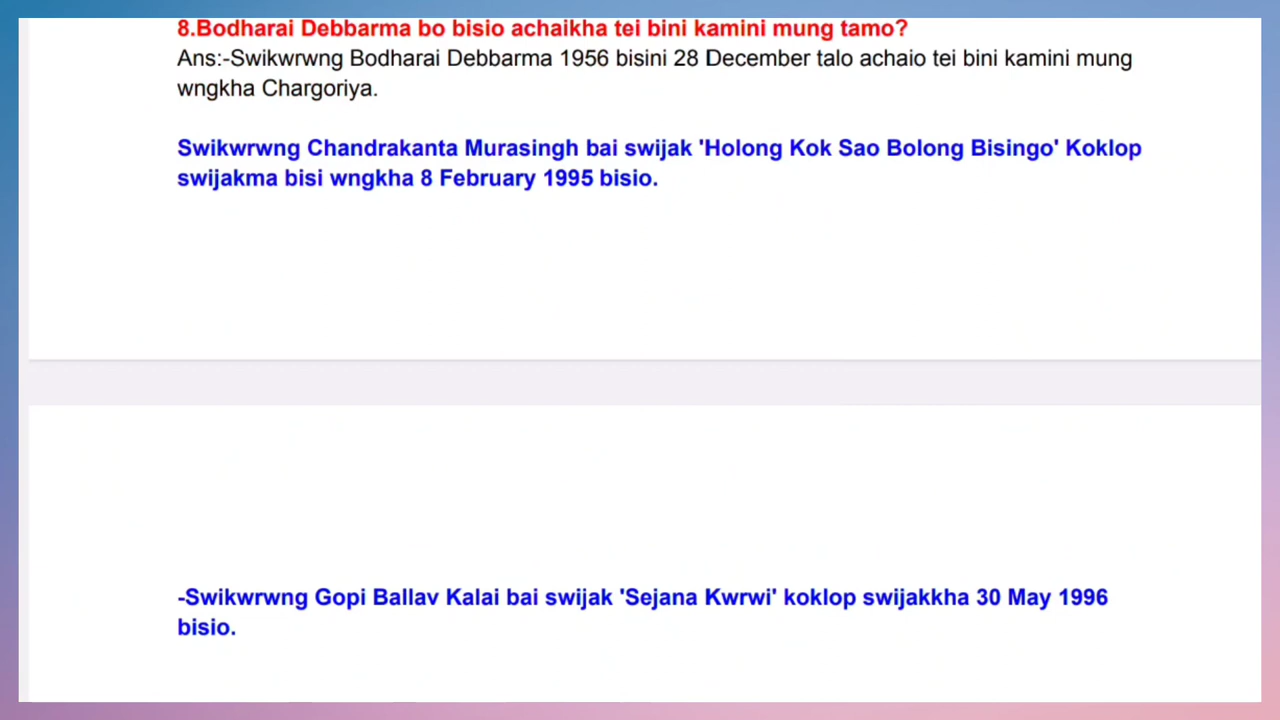 8.Bodharai Debbarma bo bisio achaikha tei bini kamini mung tamo?
Ans:-Swikwrwng Bodharai Debbarma 1956 bisini 28 December talo achaio tei bini kamini mung
wngkha Chargoriya.
Swikwrwng Chandrakanta Murasingh bai swijak 'Holong Kok Sao Bolong Bisingo' Koklop
swijakma bisi wngkha 8 February 1995 bisio.
-Swikwrwng Gopi Ballav Kalai bai swijak 'Sejana Kwrwi' koklop swijakkha 30 May 1996
bisio.